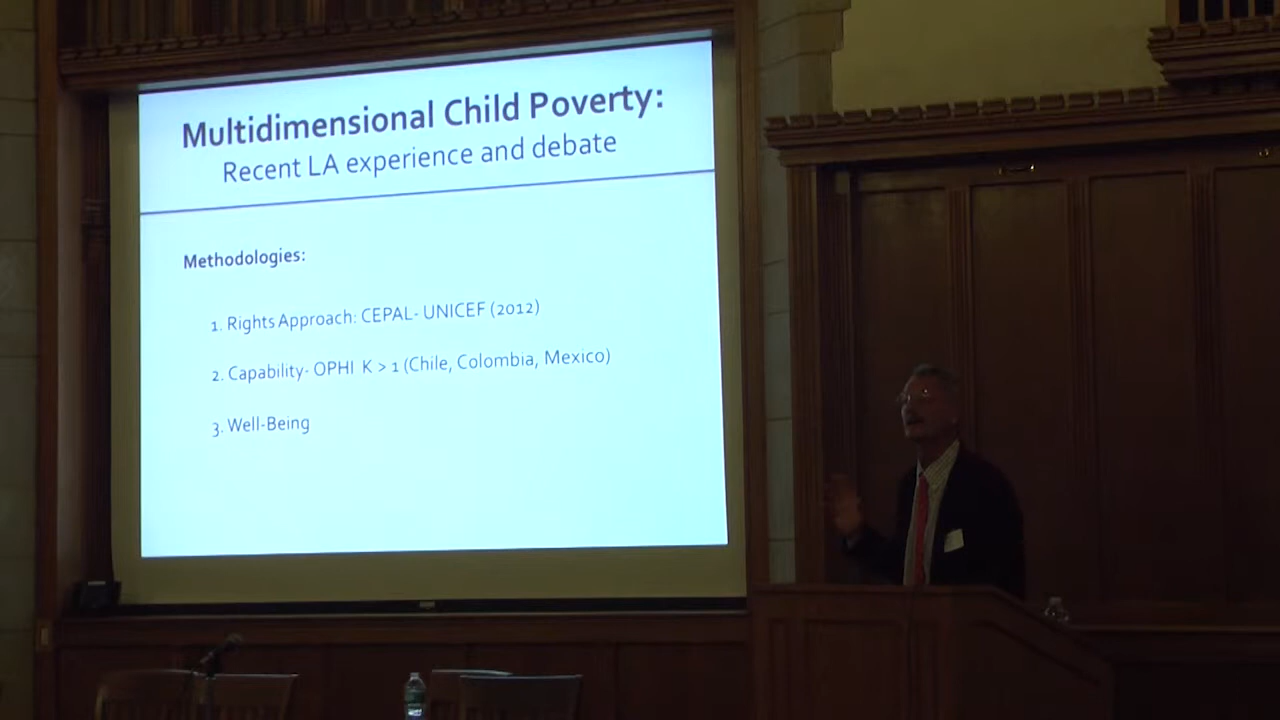 Multidimensional Child Poverty:
Recent LA experience and debate
Methodologies:
1. Rights Approach: CEPAL- UNICEF (2012)
2. Capability- OPHI K > 1 (Chile, Colombia, Mexico)
3. Well-Being